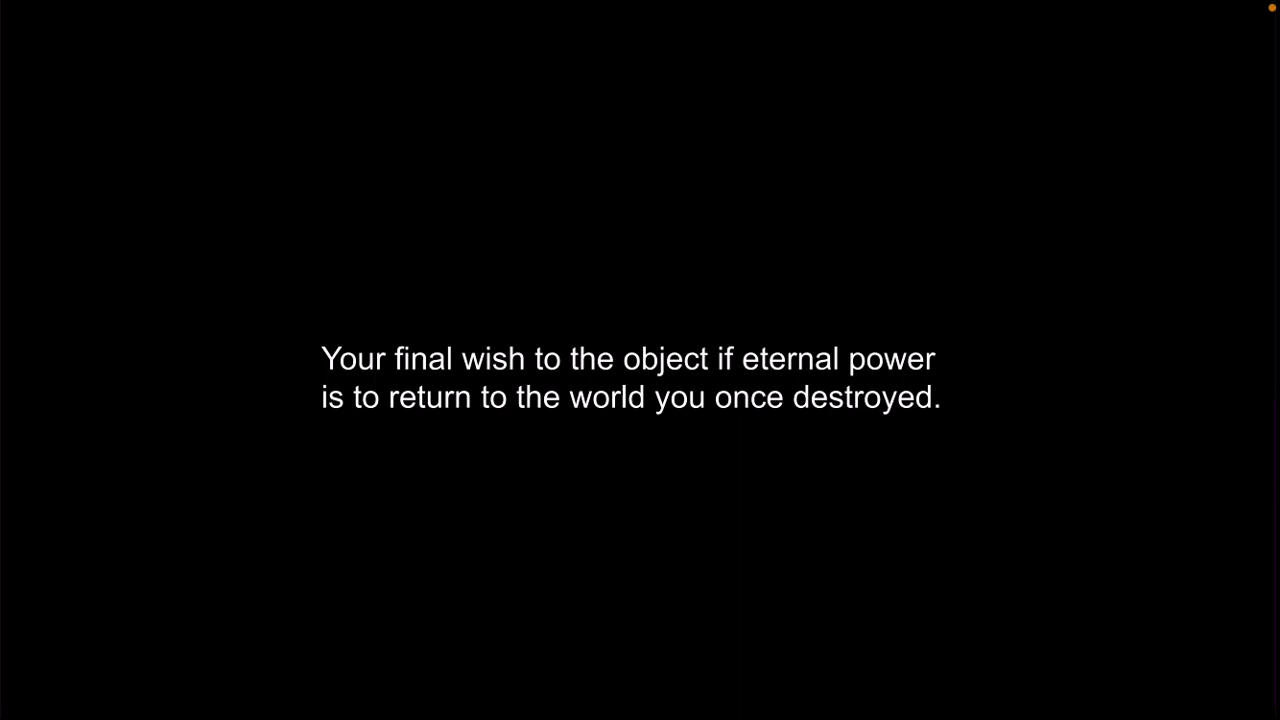 Your final wish to the object if eternal power
is to return to the world you once destroyed.